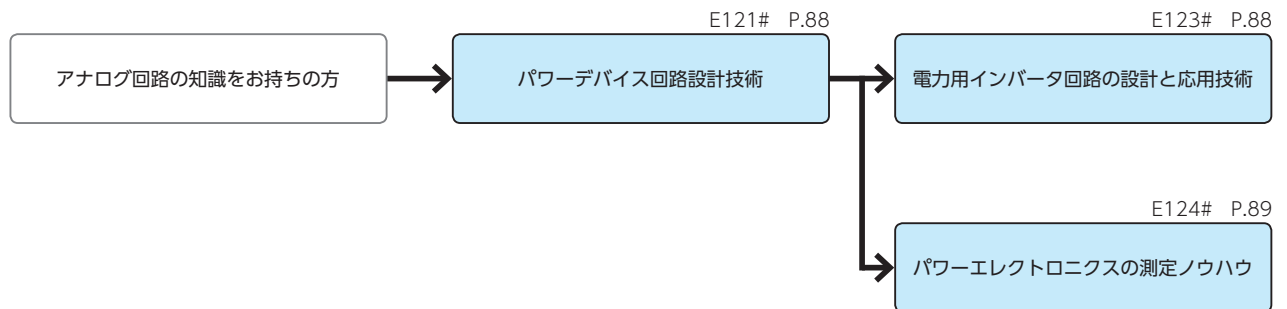 E121# P.88
E123# P.88
アナログ回路の知識をお持ちの方
パワーデバイス回路設計技術
電力用インバータ回路の設計と応用技術
E124# P.89
パワーエレクトロニクスの測定ノウハウ